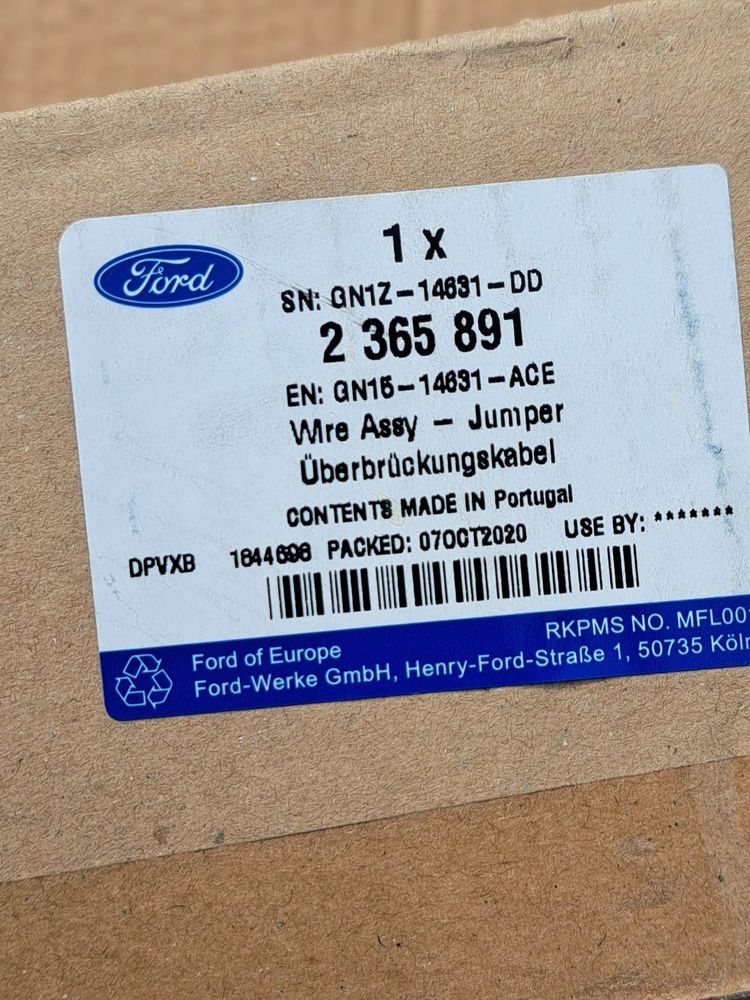 Ford
1 x
SN: GN1Z-14631-DD
2 365 891
EN: GN15-14631-ACE
Wire Assy - Jumper
Überbrückungskabel
CONTENTS MADE IN Portugal
DPVXB 1844698 PACKED: 07OCT2020 USE BY: *******
RKPMS NO. MFL00
Ford of Europe
Ford-Werke GmbH, Henry-Ford-Straße 1, 50735 Köln